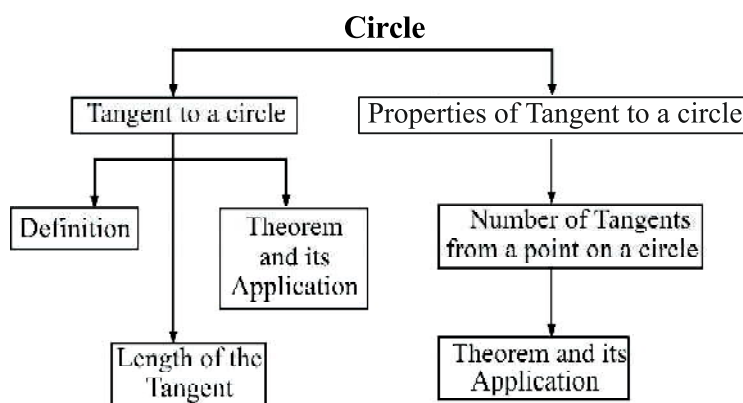 Circle
Tangent to a circle
Properties of Tangent to a circle
Definition
Theorem
and its
Application
Number of Tangents
from a point on a circle
Length of the
Tangent
Theorem and its
Application